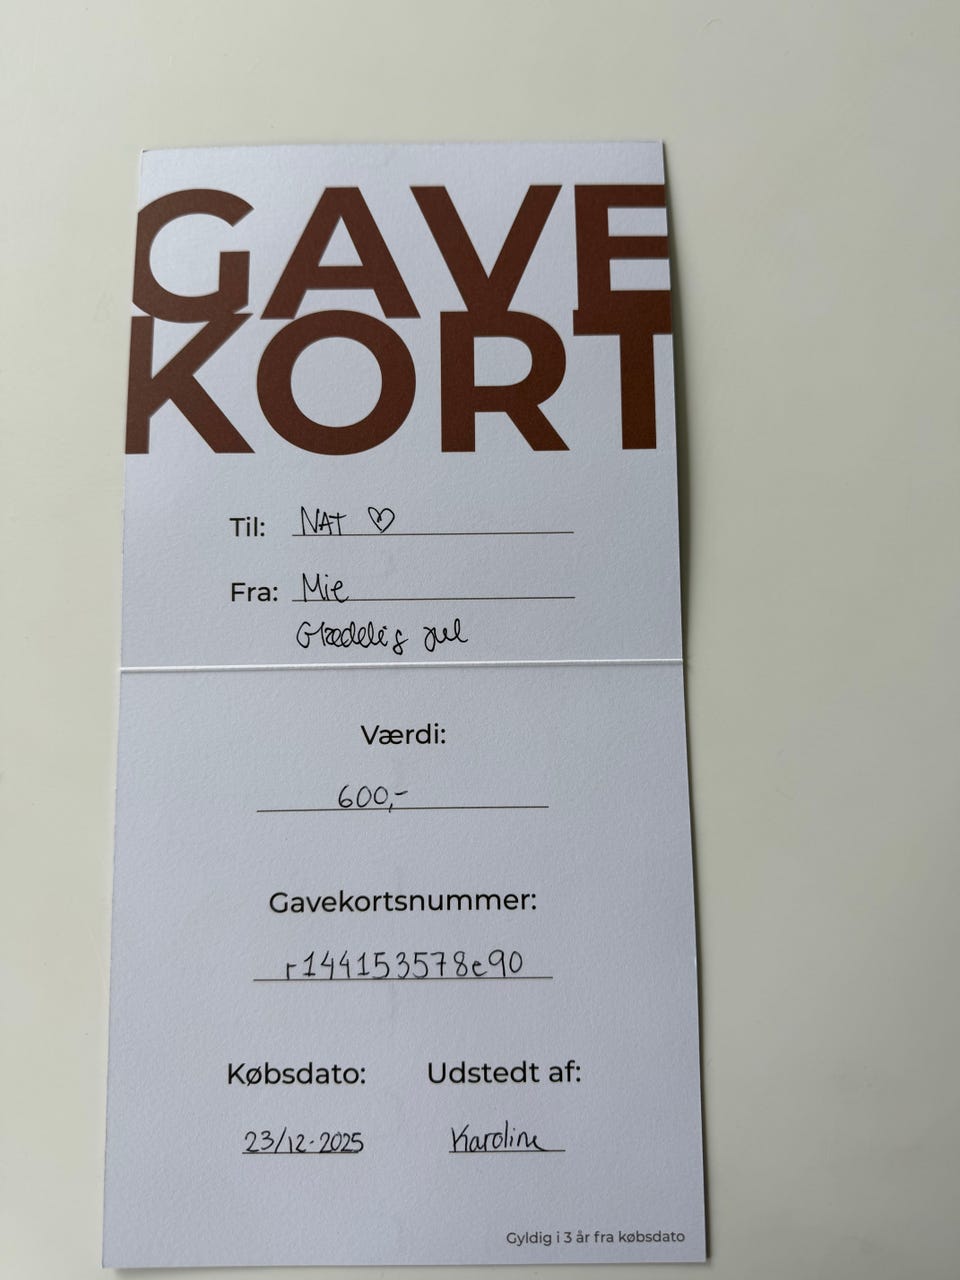 GAVE
KORT
Til: NAT ♡
Fra: Mie
Glædelig jul
Værdi:
600,-
Gavekortsnummer:
r144153578e90
Købsdato: Udstedt af:
23/12-2025 Karoline
Gyldig i 3 år fra købsdato